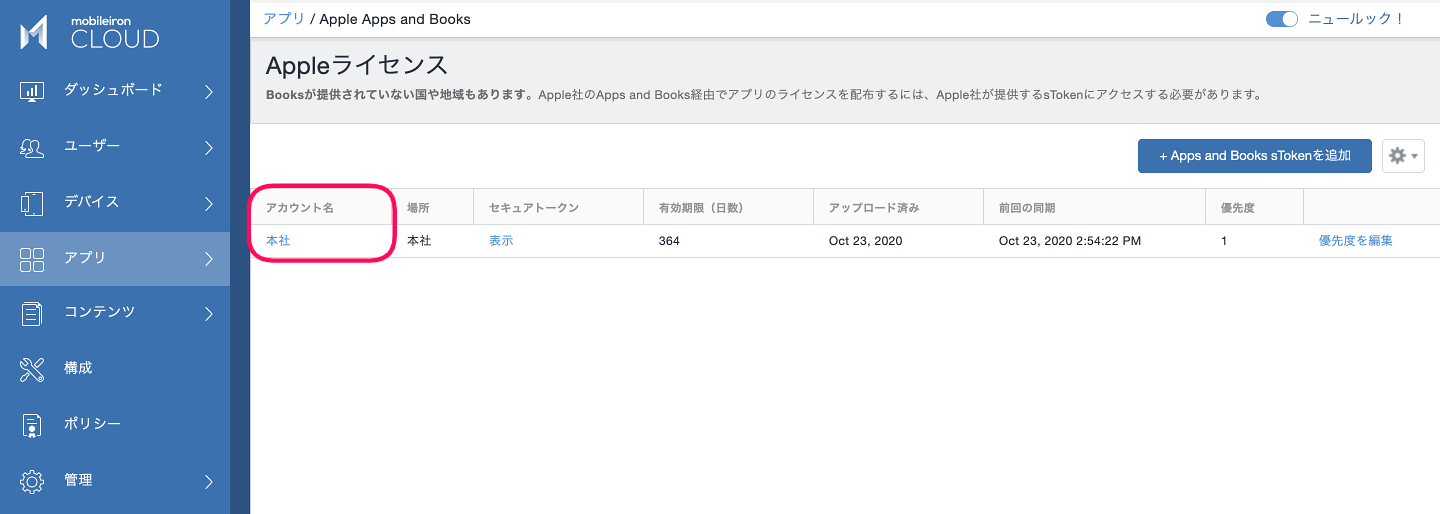 mobileiron
CLOUD
ダッシュボード
ユーザー
デバイス
アプリ
コンテンツ
構成
ポリシー
管理
アプリ / Apple Apps and Books
ニュールック！
Appleライセンス
Booksが提供されていない国や地域もあります。Apple社のApps and Books経由でアプリのライセンスを配布するには、Apple社が提供するsTokenにアクセスする必要があります。
+ Apps and Books sTokenを追加
アカウント名 場所 セキュアトークン 有効期限（日数） アップロード済み 前回の同期 優先度
本社 本社 表示 364 Oct 23, 2020 Oct 23, 2020 2:54:22 PM 1 優先度を編集